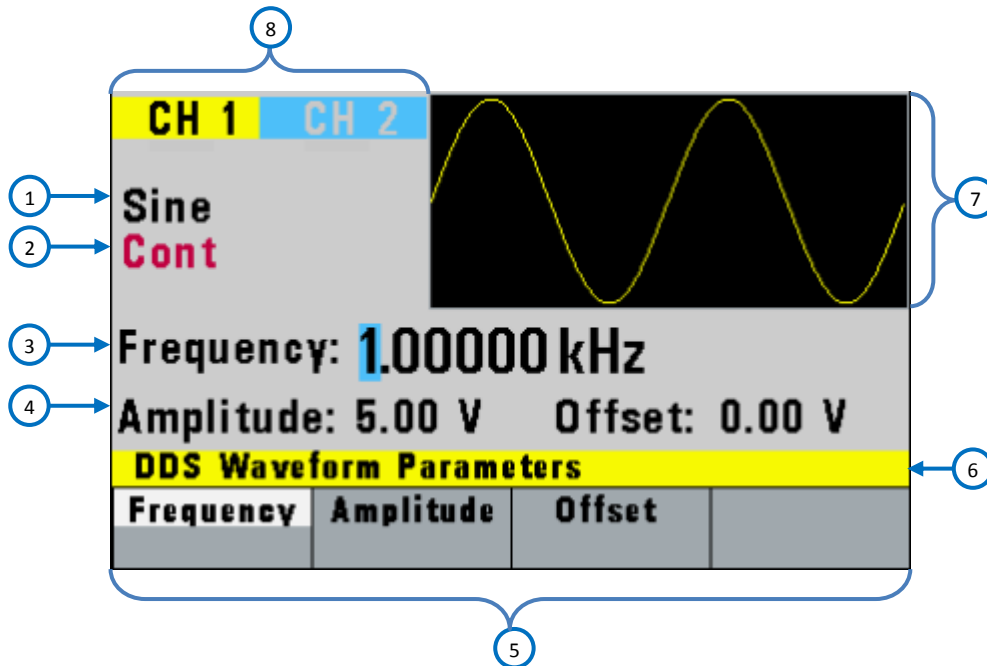 8
CH 1 CH 2
1
Sine
2
Cont
7
3
Frequency: 1.00000 kHz
4
Amplitude: 5.00 V Offset: 0.00 V
DDS Waveform Parameters
6
Frequency Amplitude Offset
5